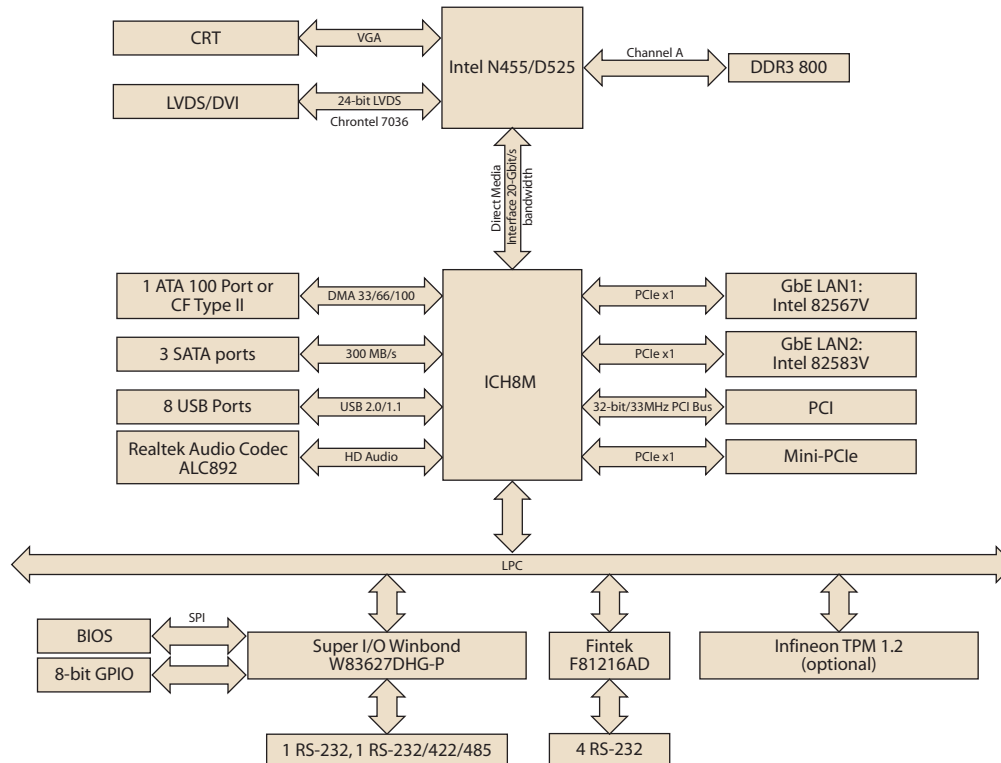 CRT
VGA
Intel N455/D525
Channel A
DDR3 800
LVDS/DVI
24-bit LVDS
Chrontel 7036
Direct Media
Interface 20-Gbit/s
bandwidth
1 ATA 100 Port or
CF Type II
DMA 33/66/100
PCIe x1
GbE LAN1:
Intel 82567V
3 SATA ports
300 MB/s
ICH8M
PCIe x1
GbE LAN2:
Intel 82583V
8 USB Ports
USB 2.0/1.1
32-bit/33MHz PCI Bus
PCI
Realtek Audio Codec
ALC892
HD Audio
PCIe x1
Mini-PCIe
LPC
BIOS
SPI
8-bit GPIO
Super I/O Winbond
W83627DHG-P
Fintek
F81216AD
Infineon TPM 1.2
(optional)
1 RS-232, 1 RS-232/422/485
4 RS-232